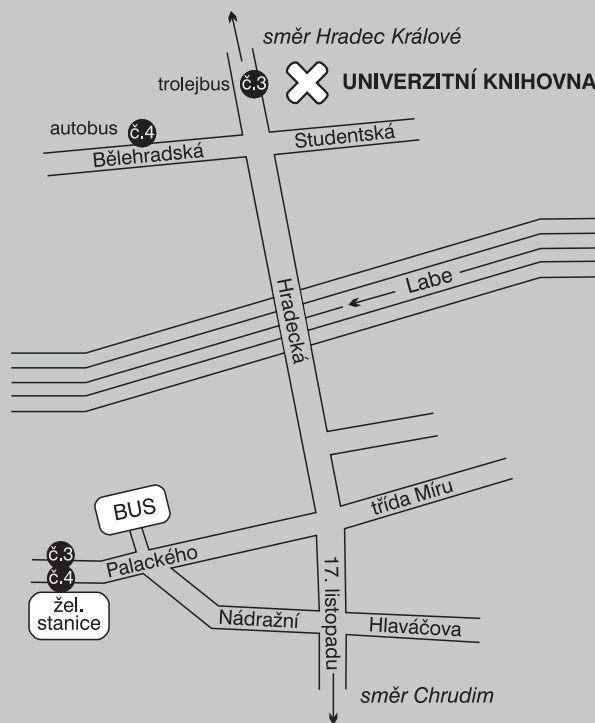 směr Hradec Králové
trolejbus č.3
UNIVERZITNÍ KNIHOVNA
autobus č.4
Studentská
Bělehradská
Labe
Hradecká
třída Míru
BUS
č.3
Palackého
č.4
žel.
stanice
17. listopadu
Nádražní
Hlaváčova
směr Chrudim